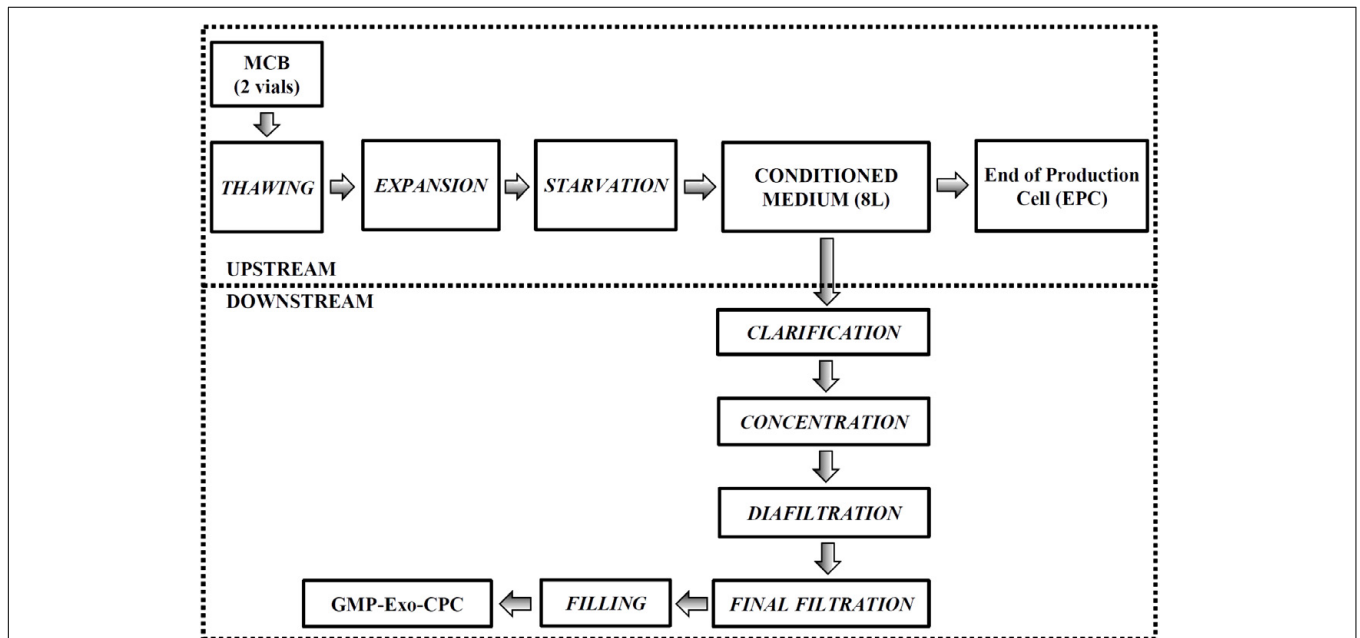 MCB
(2 vials)
THAWING
EXPANSION
STARVATION
CONDITIONED
MEDIUM (8L)
End of Production
Cell (EPC)
UPSTREAM
DOWNSTREAM
CLARIFICATION
CONCENTRATION
DIAFILTRATION
FINAL FILTRATION
FILLING
GMP-Exo-CPC